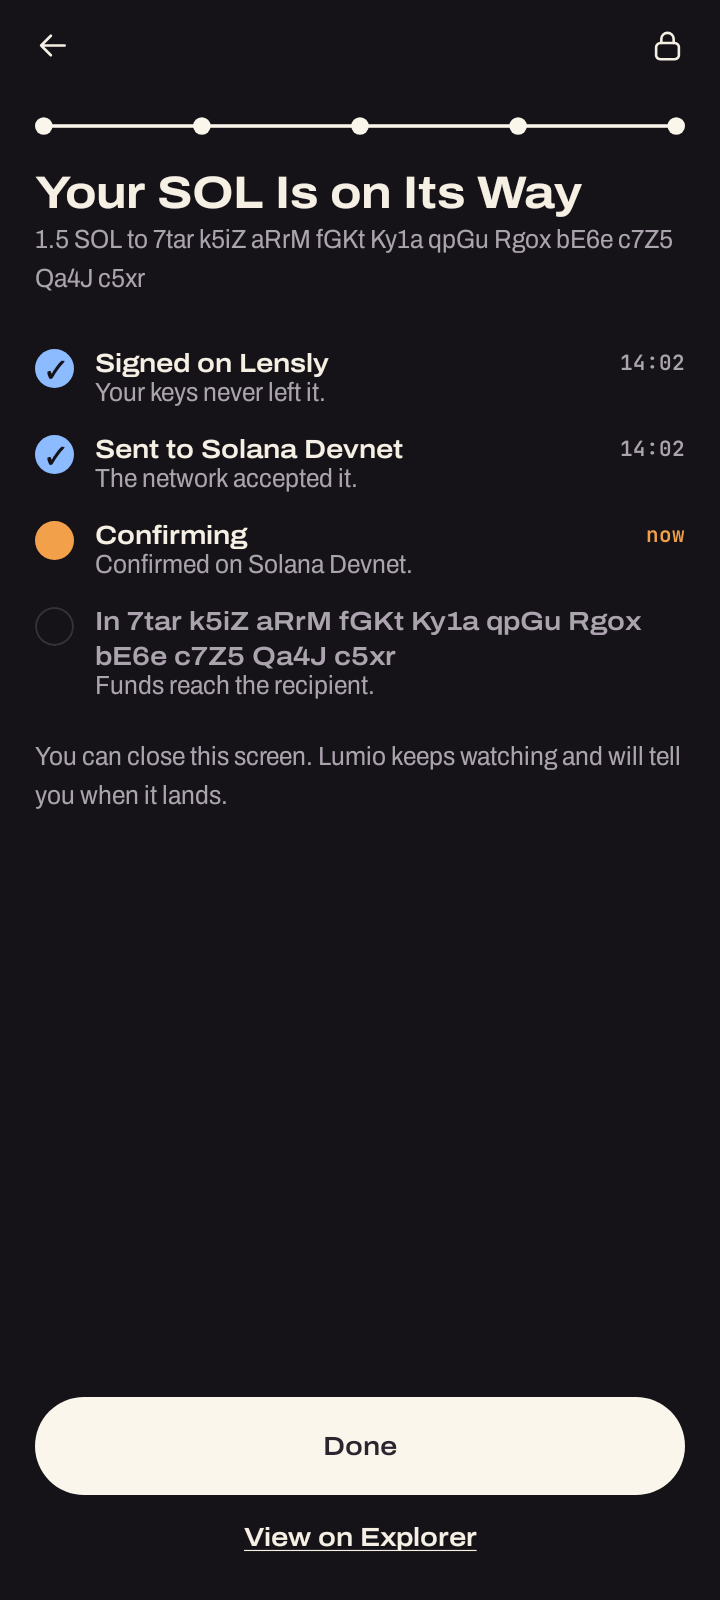 Your SOL Is on Its Way
1.5 SOL to 7tar k5iZ aRrM fGKt Ky1a qpGu Rgox bE6e c7Z5
Qa4J c5xr
Signed on Lensly
14:02
Your keys never left it.
Sent to Solana Devnet
14:02
The network accepted it.
Confirming
now
Confirmed on Solana Devnet.
In 7tar k5iZ aRrM fGKt Ky1a qpGu Rgox
bE6e c7Z5 Qa4J c5xr
Funds reach the recipient.
You can close this screen. Lumio keeps watching and will tell
you when it lands.
Done
View on Explorer